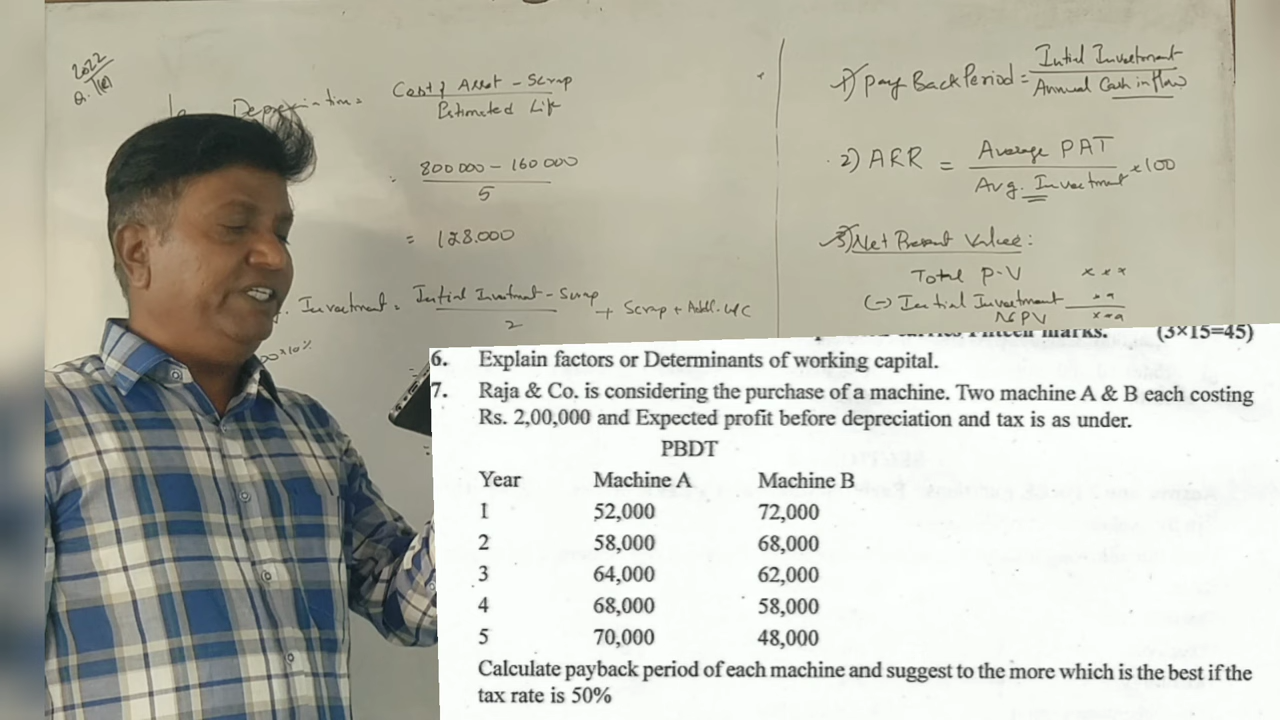 2022
Q. 7(a)
Depreciation = Cost of Asset - Scrap
Estimated Life
= 800000 - 160000
5
= 128.000
Investment = Initial Investment - Scrap + Scrap + Addl. W/C
2
00 x 10%
1) Pay Back Period = Initial Investment
Annual Cash inflow
2) ARR = Average PAT x 100
Avg. Investment
3) Net Present Value:
Total P.V x x x
(-) Initial Investment
NPV
marks. (3×15=45)
6. Explain factors or Determinants of working capital.
7. Raja & Co. is considering the purchase of a machine. Two machine A & B each costing
Rs. 2,00,000 and Expected profit before depreciation and tax is as under.
PBDT
Year Machine A Machine B
1 52,000 72,000
2 58,000 68,000
3 64,000 62,000
4 68,000 58,000
5 70,000 48,000
Calculate payback period of each machine and suggest to the more which is the best if the
tax rate is 50%